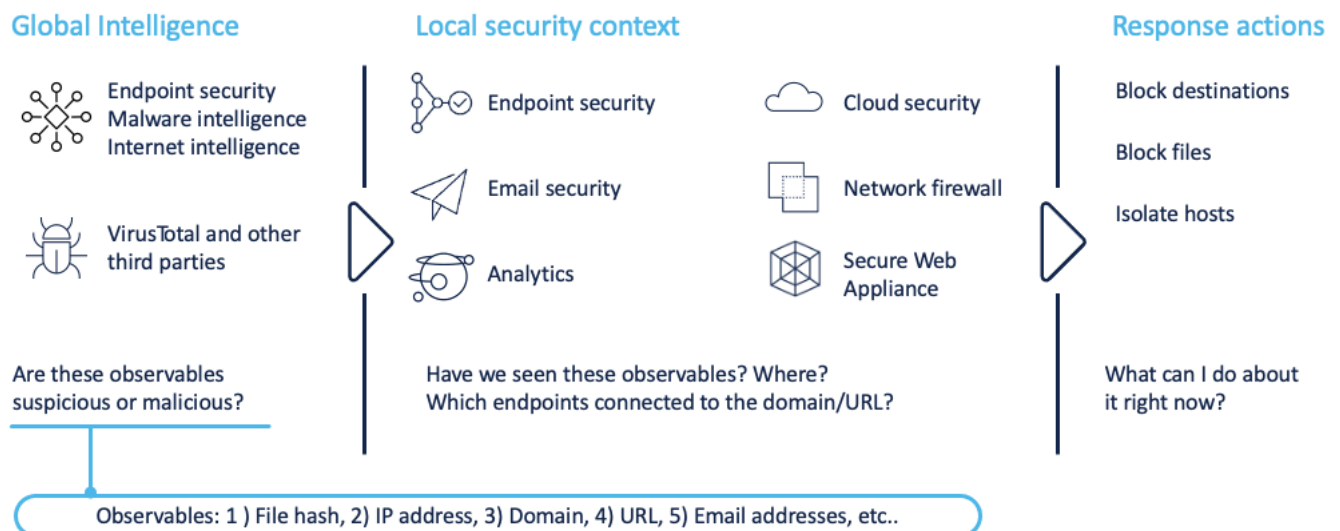 Global Intelligence
Endpoint security
Malware intelligence
Internet intelligence
VirusTotal and other
third parties
Are these observables
suspicious or malicious?
Local security context
Endpoint security
Cloud security
Email security
Network firewall
Analytics
Secure Web
Appliance
Have we seen these observables? Where?
Which endpoints connected to the domain/URL?
Response actions
Block destinations
Block files
Isolate hosts
What can I do about
it right now?
Observables: 1 ) File hash, 2) IP address, 3) Domain, 4) URL, 5) Email addresses, etc..